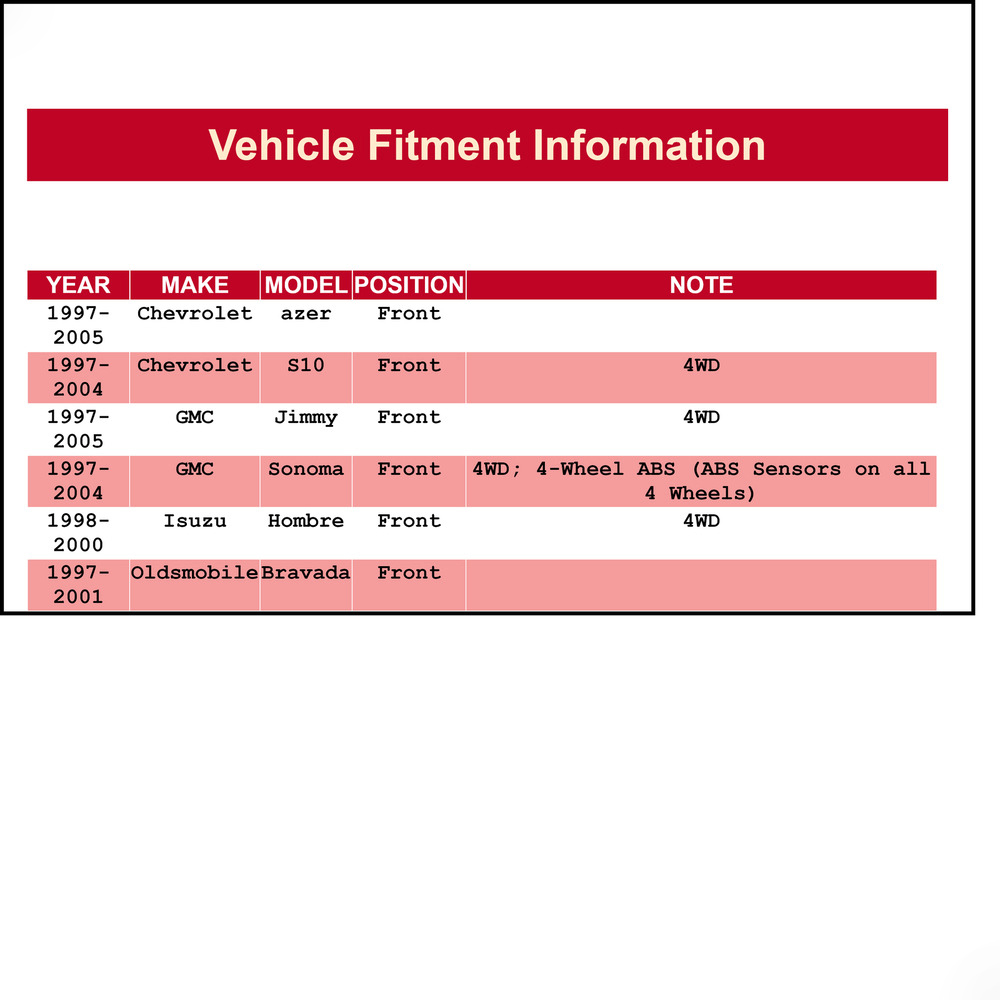 Vehicle Fitment Information
YEAR MAKE MODEL POSITION NOTE
1997- Chevrolet azer Front
2005
1997- Chevrolet S10 Front 4WD
2004
1997- GMC Jimmy Front 4WD
2005
1997- GMC Sonoma Front 4WD; 4-Wheel ABS (ABS Sensors on all
2004 4 Wheels)
1998- Isuzu Hombre Front 4WD
2000
1997- Oldsmobile Bravada Front
2001